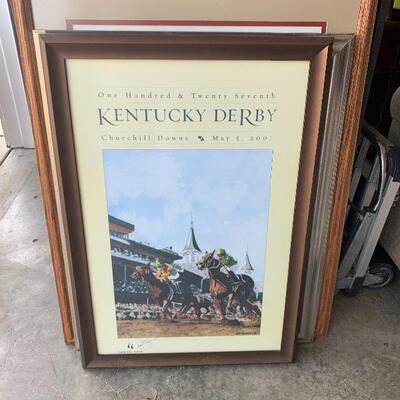 One Hundred & Twenty Seventh
KENTUCKY DERBY
Churchill Downs May 5, 2001